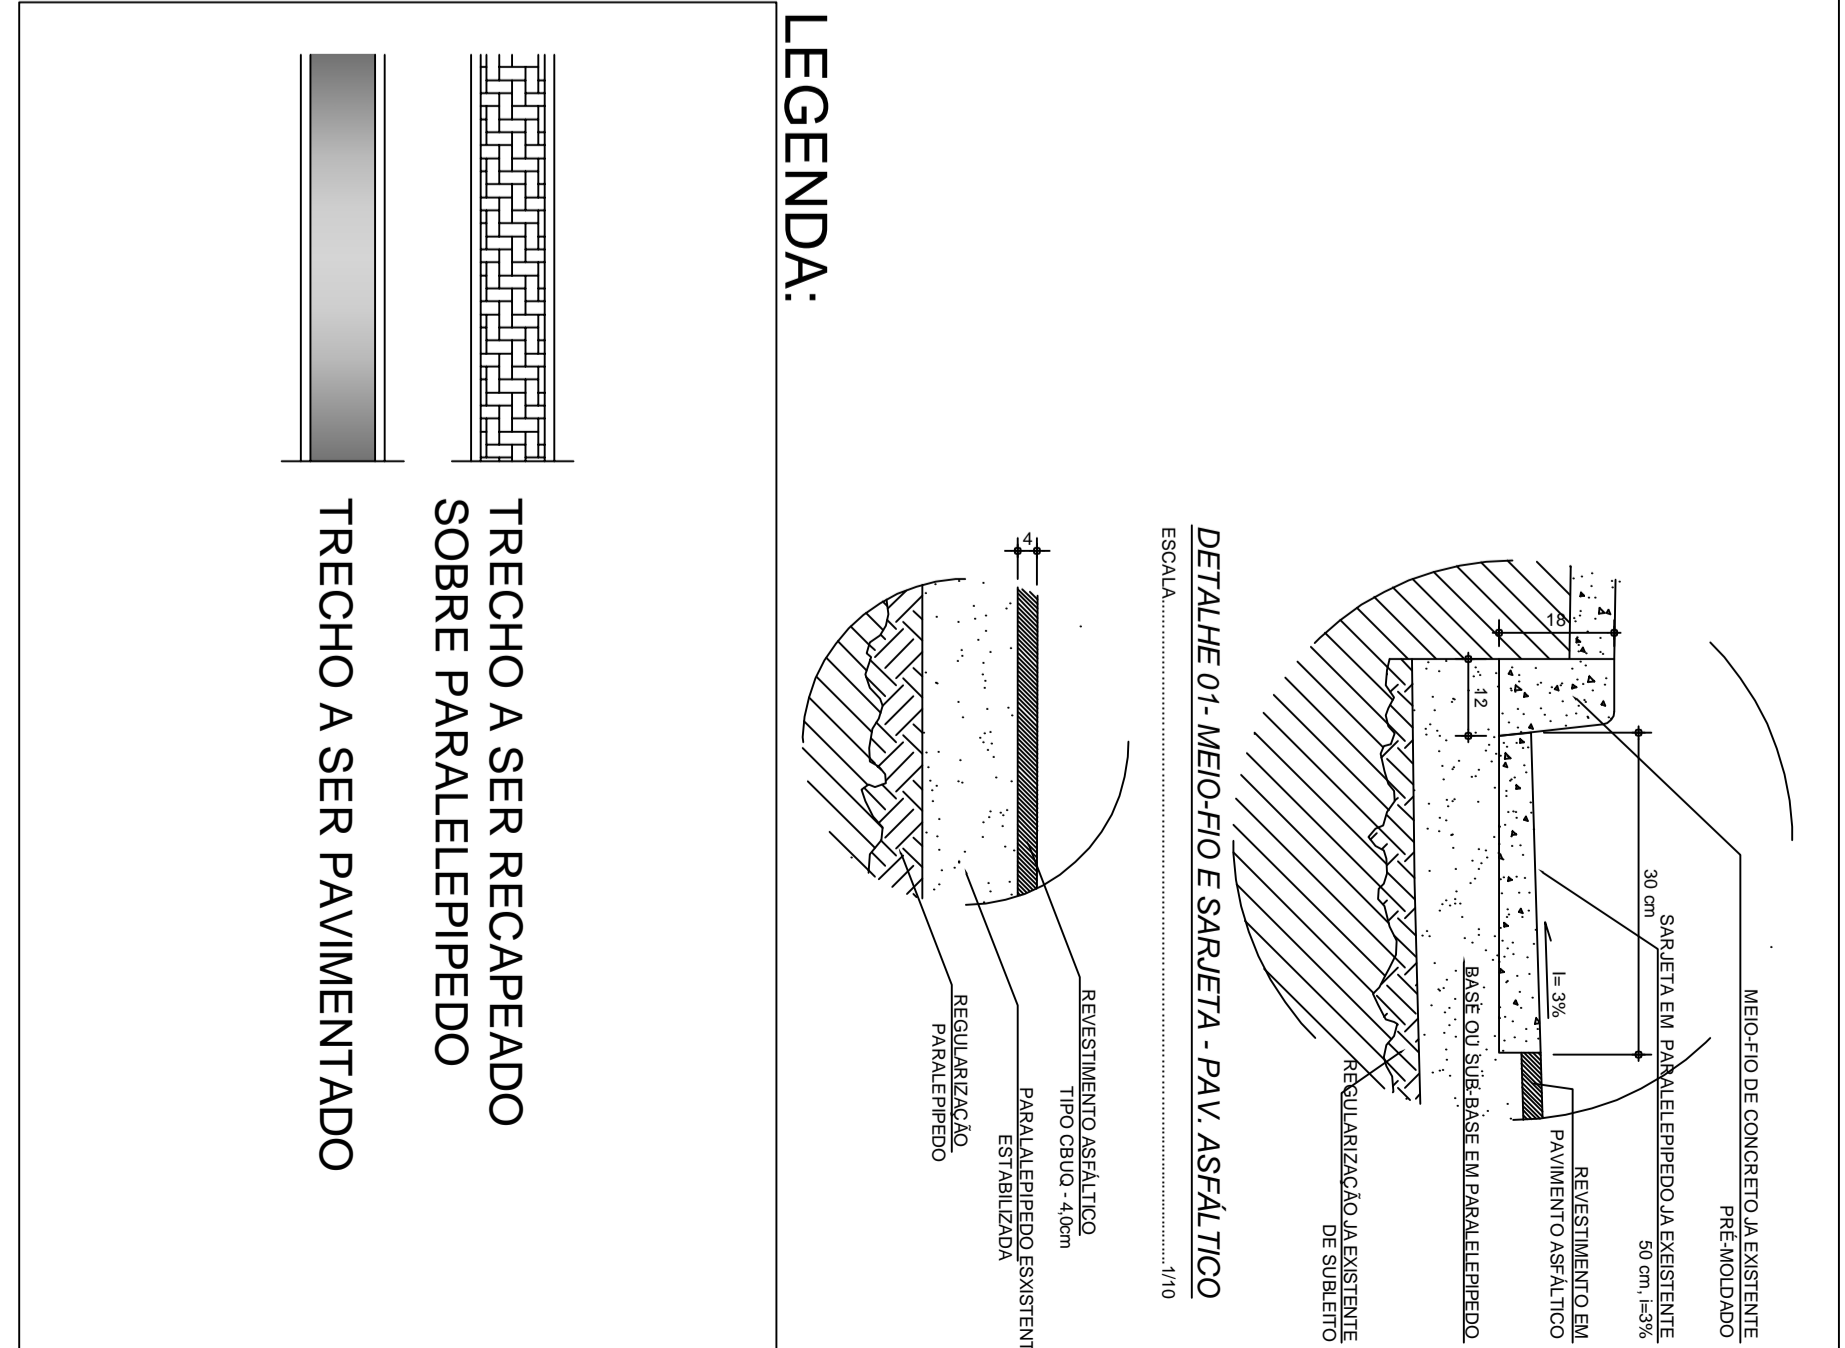 MEIO-FIO DE CONCRETO JA EXISTENTE
PRÉ-MOLDADO
SARJETA EM PARALELEPIPEDO JA EXEISTENTE
50 cm, i=3%
30 cm
REVESTIMENTO EM
PAVIMENTO ASFÁLTICO
I= 3%
18
12
BASE OU SUB-BASE EM PARALELEPIPEDO
REGULARIZAÇÃO JA EXISTENTE
DE SUBLEITO
DETALHE 01- MEIO-FIO E SARJETA - PAV. ASFÁLTICO
ESCALA..........................................................................................1/10
4
REVESTIMENTO ASFÁLTICO
TIPO CBUQ - 4,0cm
PARALALEPIPEDO ESXISTENT
ESTABILIZADA
REGULARIZAÇÃO
PARALEPIPEDO
LEGENDA:
TRECHO A SER RECAPEADO
SOBRE PARALELEPIPEDO
TRECHO A SER PAVIMENTADO